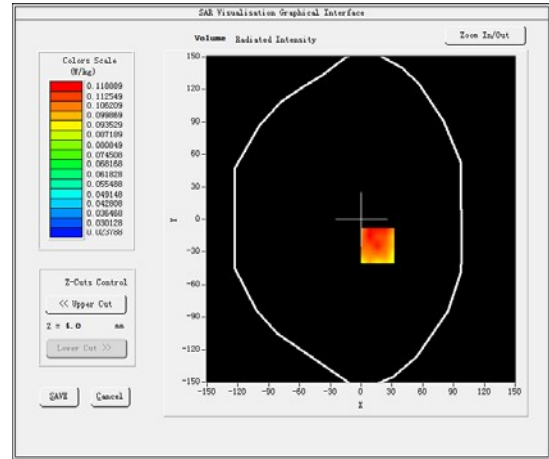 SAR Visualisation Graphical Interface
Volume Radiated Intensity
Zoom In/Out
Colors Scale
(W/kg)
0.118889
0.112549
0.106209
0.099869
0.093529
0.087189
0.080849
0.074508
0.068168
0.061828
0.055488
0.049148
0.042808
0.036468
0.030128
0.023788
150
120
90
60
30
0
-30
-60
-90
-120
-150
Y
-150 -120 -90 -60 -30 0 30 60 90 120 150
X
Z-Cuts Control
<< Upper Cut
Z = 4.0 mm
Lower Cut >>
SAVE Cancel